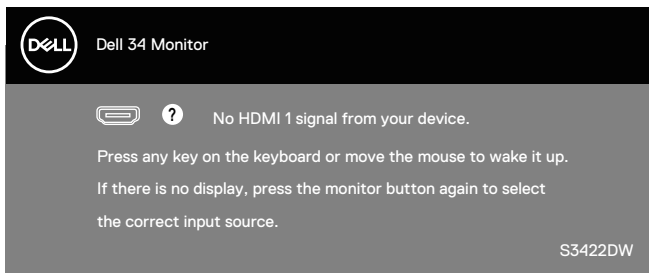 DELL
Dell 34 Monitor
? No HDMI 1 signal from your device.
Press any key on the keyboard or move the mouse to wake it up.
If there is no display, press the monitor button again to select
the correct input source.
S3422DW